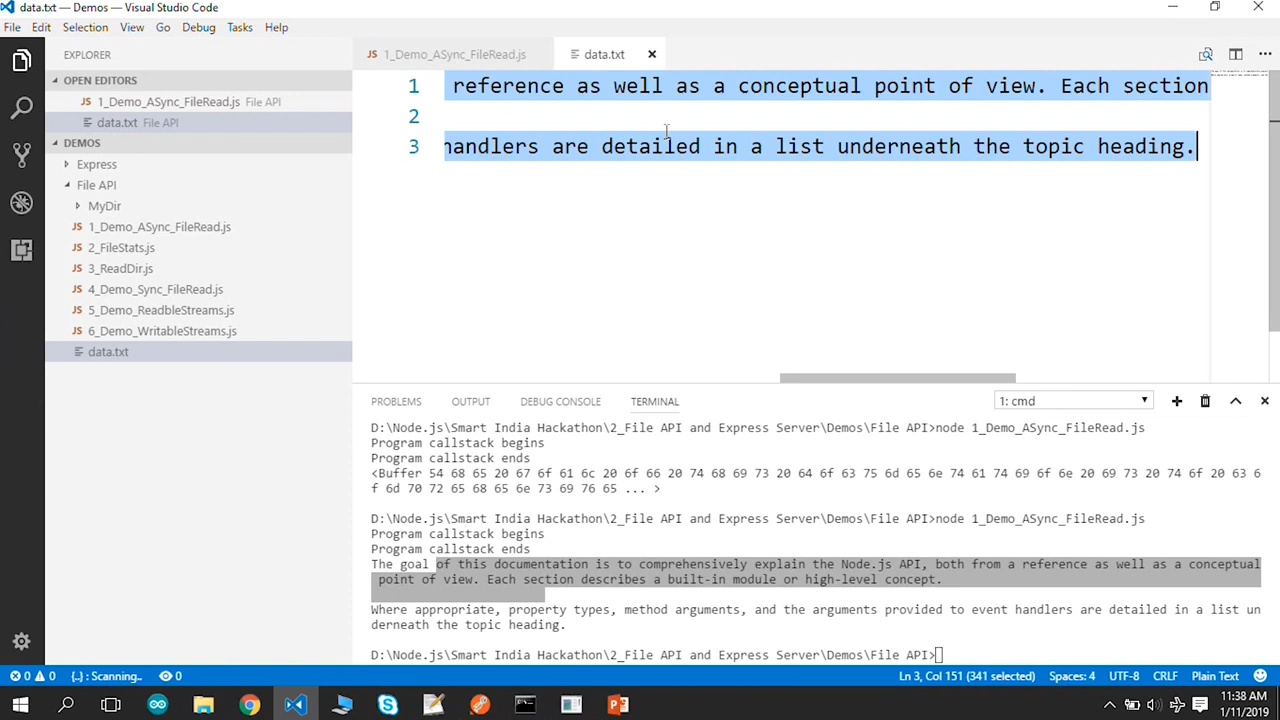 data.txt — Demos — Visual Studio Code
File Edit Selection View Go Debug Tasks Help
EXPLORER
OPEN EDITORS
JS 1_Demo_ASync_FileRead.js File API
data.txt File API
DEMOS
Express
File API
MyDir
JS 1_Demo_ASync_FileRead.js
JS 2_FileStats.js
JS 3_ReadDir.js
JS 4_Demo_Sync_FileRead.js
JS 5_Demo_ReadbleStreams.js
JS 6_Demo_WritableStreams.js
data.txt
JS 1_Demo_ASync_FileRead.js data.txt
1 reference as well as a conceptual point of view. Each section
2
3 handlers are detailed in a list underneath the topic heading.
PROBLEMS OUTPUT DEBUG CONSOLE TERMINAL 1: cmd
D:\Node.js\Smart India Hackathon\2_File API and Express Server\Demos\File API>node 1_Demo_ASync_FileRead.js
Program callstack begins
Program callstack ends
<Buffer 54 68 65 20 67 6f 61 6c 20 6f 66 20 74 68 69 73 20 64 6f 63 75 6d 65 6e 74 61 74 69 6f 6e 20 69 73 20 74 6f 20 63 6
f 6d 70 72 65 68 65 6e 73 69 76 65 ... >
D:\Node.js\Smart India Hackathon\2_File API and Express Server\Demos\File API>node 1_Demo_ASync_FileRead.js
Program callstack begins
Program callstack ends
The goal of this documentation is to comprehensively explain the Node.js API, both from a reference as well as a conceptual
point of view. Each section describes a built-in module or high-level concept.
Where appropriate, property types, method arguments, and the arguments provided to event handlers are detailed in a list un
derneath the topic heading.
D:\Node.js\Smart India Hackathon\2_File API and Express Server\Demos\File API>
0 0 {..} : Scanning.. 0 Ln 3, Col 151 (341 selected) Spaces: 4 UTF-8 CRLF Plain Text
11:38 AM
1/11/2019